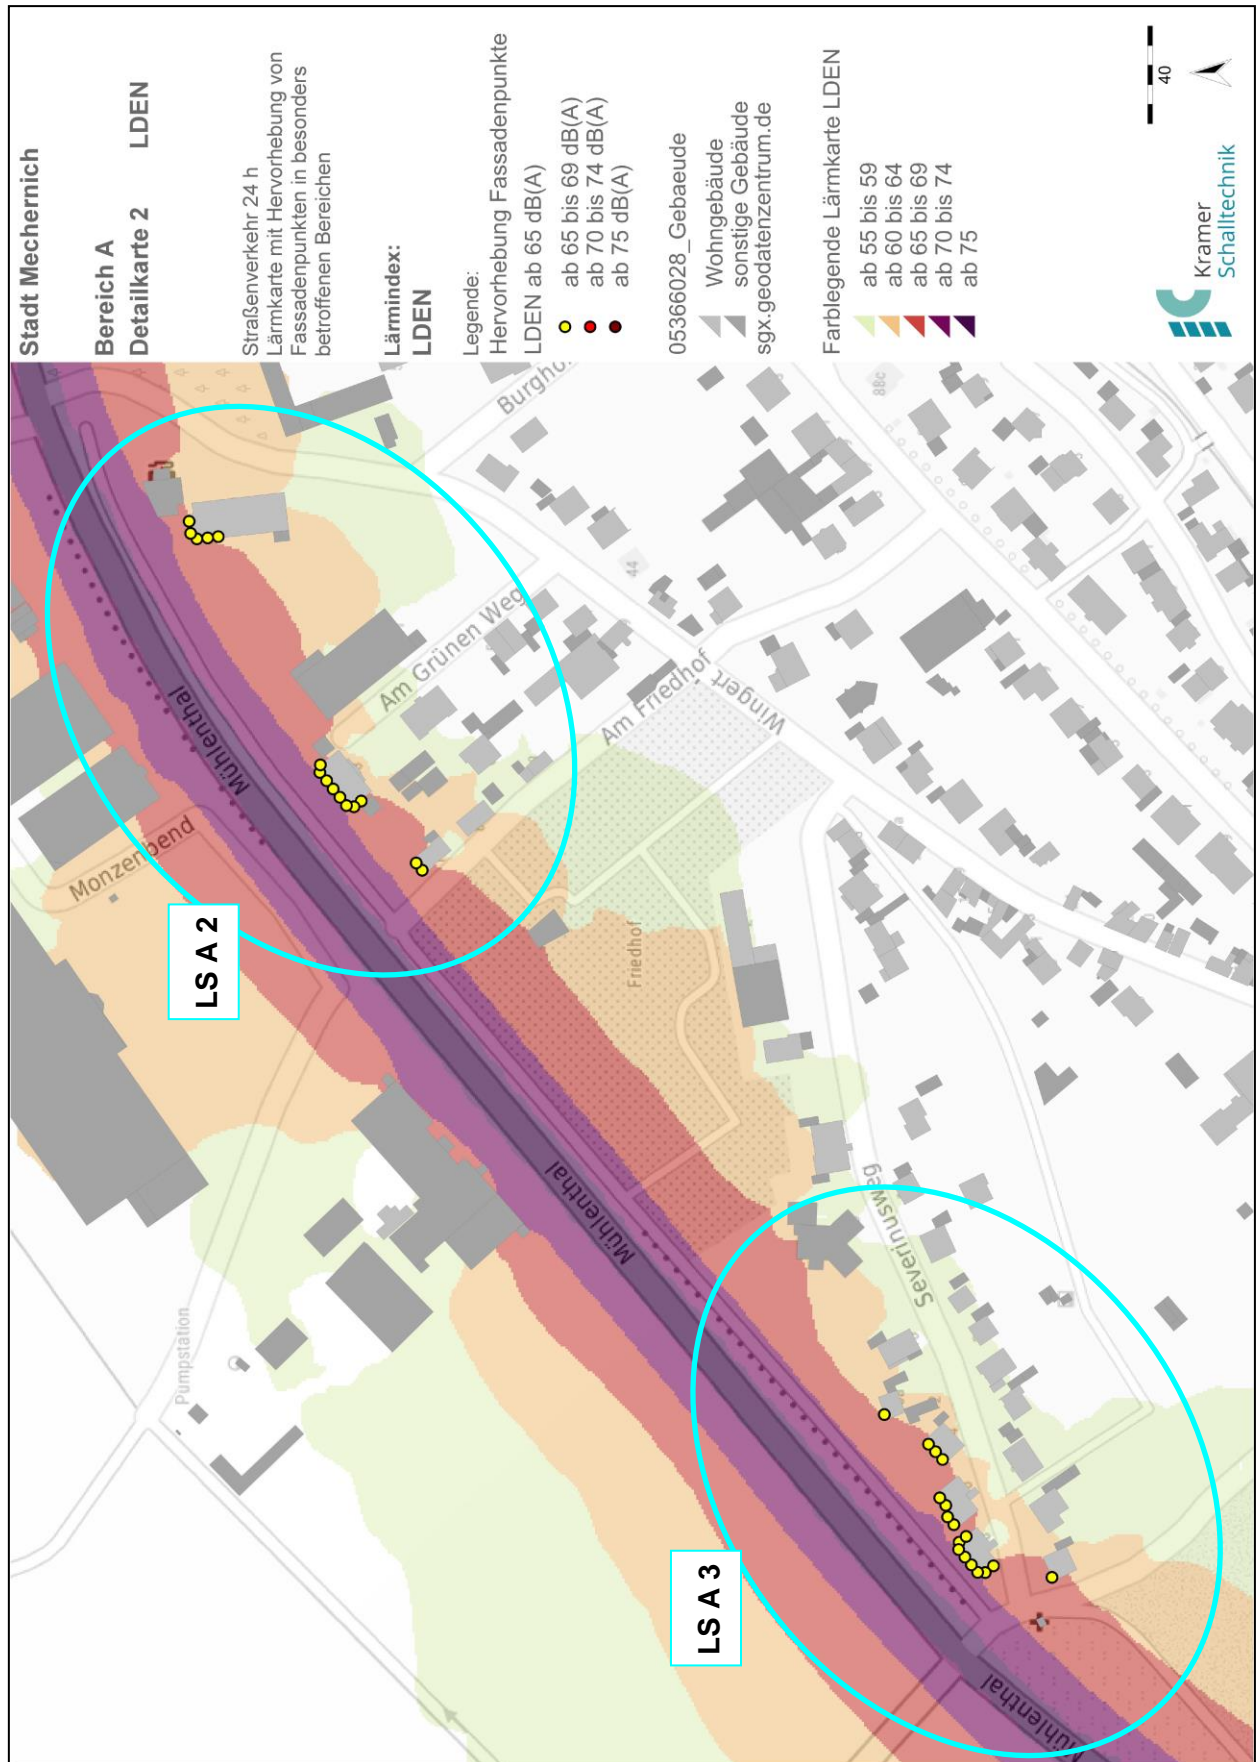 Stadt Mechernich
Bereich A
Detailkarte 2 LDEN
Straßenverkehr 24 h
Lärmkarte mit Hervorhebung von
Fassadenpunkten in besonders
betroffenen Bereichen
Lärmindex:
LDEN
Legende:
Hervorhebung Fassadenpunkte
LDEN ab 65 dB(A)
ab 65 bis 69 dB(A)
ab 70 bis 74 dB(A)
ab 75 dB(A)
05366028_Gebaeude
Wohngebäude
sonstige Gebäude
sgx.geodatenzentrum.de
Farblegende Lärmkarte LDEN
ab 55 bis 59
ab 60 bis 64
ab 65 bis 69
ab 70 bis 74
ab 75
Kramer
Schalltechnik
40
LS A 2
LS A 3
Mühlenthal
Mühlenthal
Mühlenthal
Monzenbend
Am Grünen Weg
Am Friedhof
Wingert
Friedhof
Severinusweg
Pumpstation
44
88c